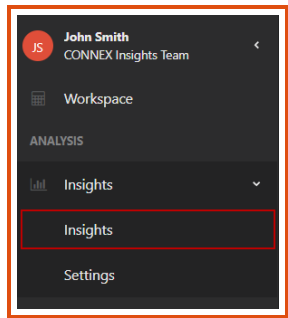 JS
John Smith
CONNEX Insights Team
Workspace
ANALYSIS
Insights
Insights
Settings